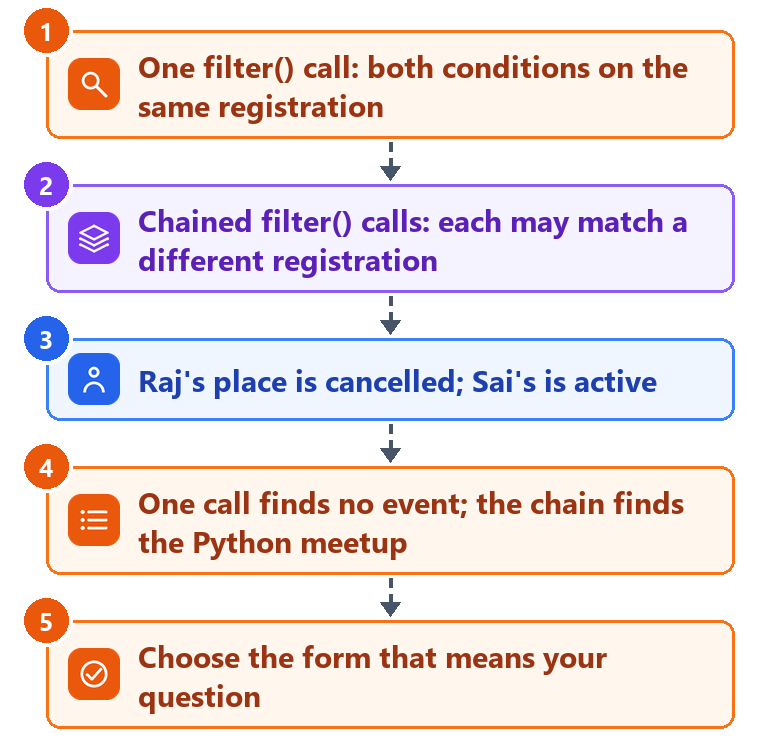 1
One filter() call: both conditions on the
same registration
2
Chained filter() calls: each may match a
different registration
3
Raj's place is cancelled; Sai's is active
4
One call finds no event; the chain finds
the Python meetup
5
Choose the form that means your
question